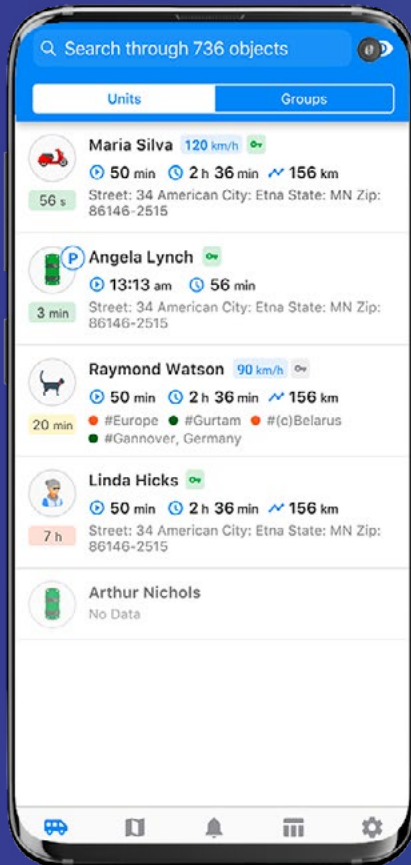 Search through 736 objects
Units Groups
Maria Silva 120 km/h
50 min 2 h 36 min 156 km
56 s
Street: 34 American City: Etna State: MN Zip:
86146-2515
P
Angela Lynch
13:13 am 56 min
3 min
Street: 34 American City: Etna State: MN Zip:
86146-2515
Raymond Watson 90 km/h
50 min 2 h 36 min 156 km
20 min
#Europe #Gurtam #(c)Belarus
#Gannover, Germany
Linda Hicks
50 min 2 h 36 min 156 km
7 h
Street: 34 American City: Etna State: MN Zip:
86146-2515
Arthur Nichols
No Data